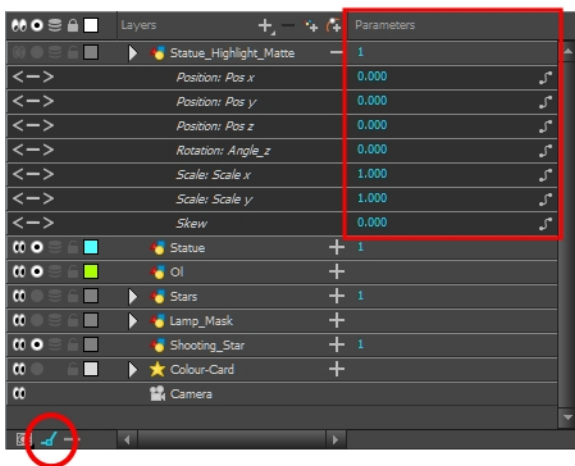 Layers Parameters
Statue_Highlight_Matte 1
Position: Pos x 0.000
Position: Pos y 0.000
Position: Pos z 0.000
Rotation: Angle_z 0.000
Scale: Scale x 1.000
Scale: Scale y 1.000
Skew 0.000
Statue 1
Ol
Stars 1
Lamp_Mask
Shooting_Star 1
Colour-Card
Camera